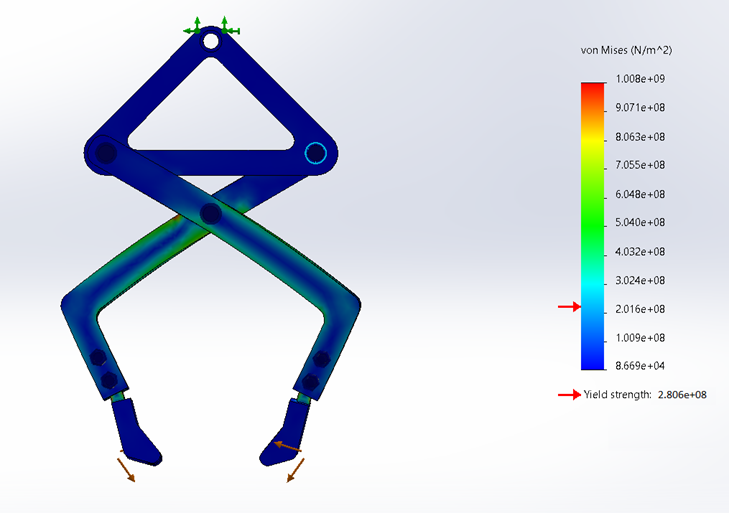 von Mises (N/m^2)
1.008e+09
9.071e+08
8.063e+08
7.055e+08
6.048e+08
5.040e+08
4.032e+08
3.024e+08
2.016e+08
1.009e+08
8.669e+04
Yield strength: 2.806e+08